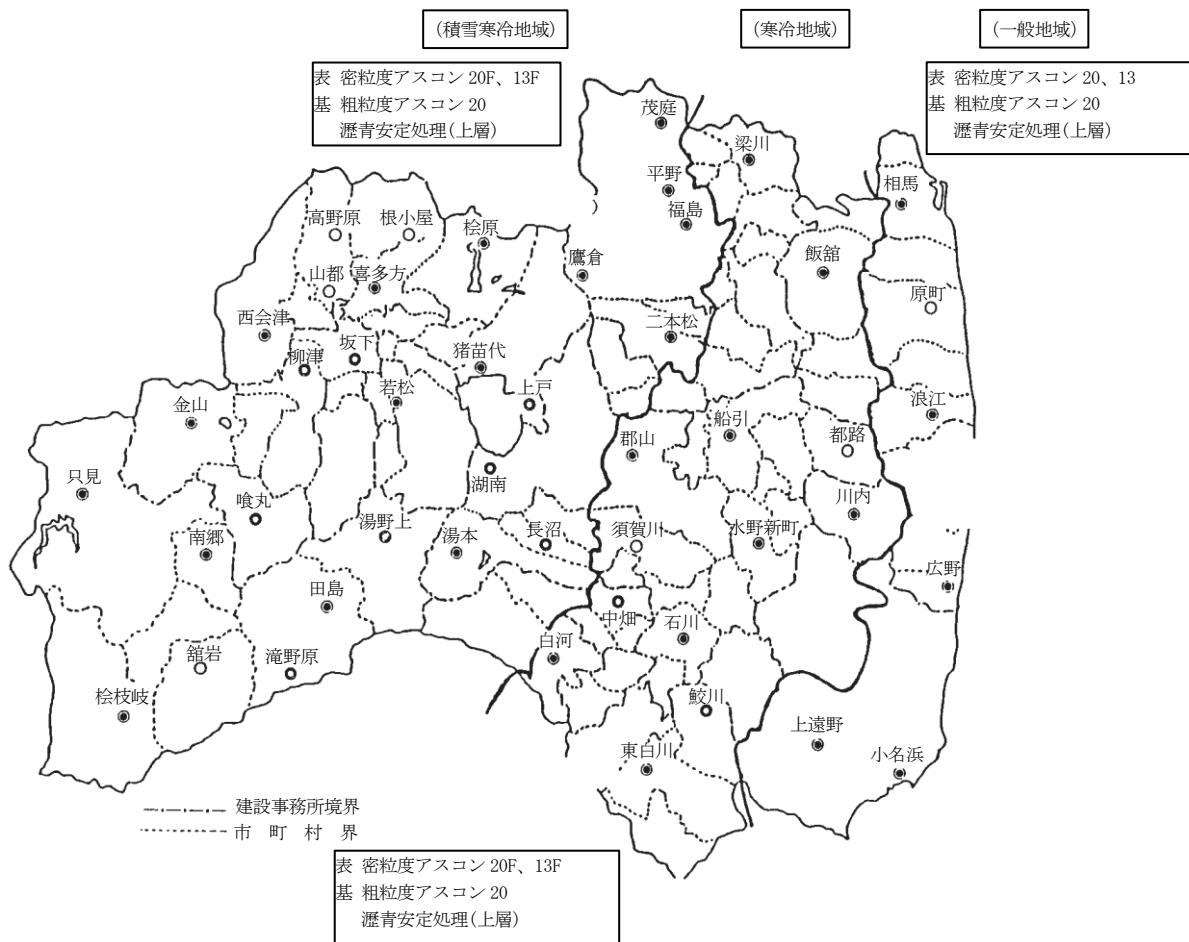 (積雪寒冷地域)
(寒冷地域)
(一般地域)
表 密粒度アスコン 20F、13F
基 粗粒度アスコン 20
瀝青安定処理(上層)
表 密粒度アスコン 20、13
基 粗粒度アスコン 20
瀝青安定処理(上層)
茂庭
梁川
平野
相馬
福島
高野原
根小屋
桧原
飯舘
鷹倉
山都
喜多方
原町
西会津
二本松
坂下
柳津
猪苗代
若松
上戸
金山
浪江
船引
郡山
都路
只見
湖南
川内
喰丸
湯野上
長沼
須賀川
水野新町
南郷
湯本
広野
田島
中畑
石川
白河
舘岩
滝野原
鮫川
桧枝岐
上遠野
東白川
小名浜
建設事務所境界
市 町 村 界
表 密粒度アスコン 20F、13F
基 粗粒度アスコン 20
瀝青安定処理(上層)